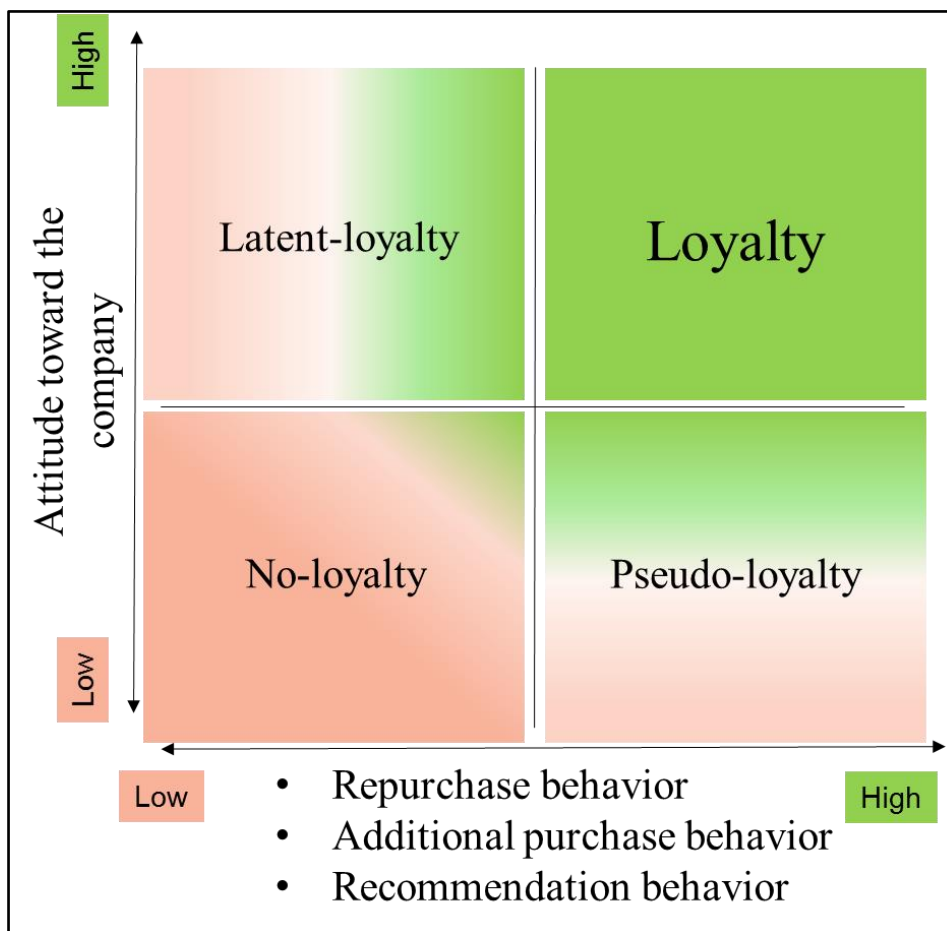 High
Attitude toward the
company
Low
Latent-loyalty
Loyalty
No-loyalty
Pseudo-loyalty
Low
High
• Repurchase behavior
• Additional purchase behavior
• Recommendation behavior